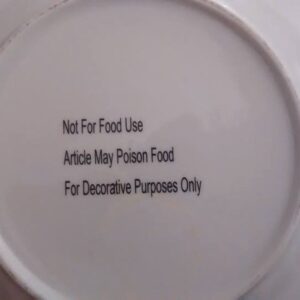 Not For Food Use
Article May Poison Food
For Decorative Purposes Only